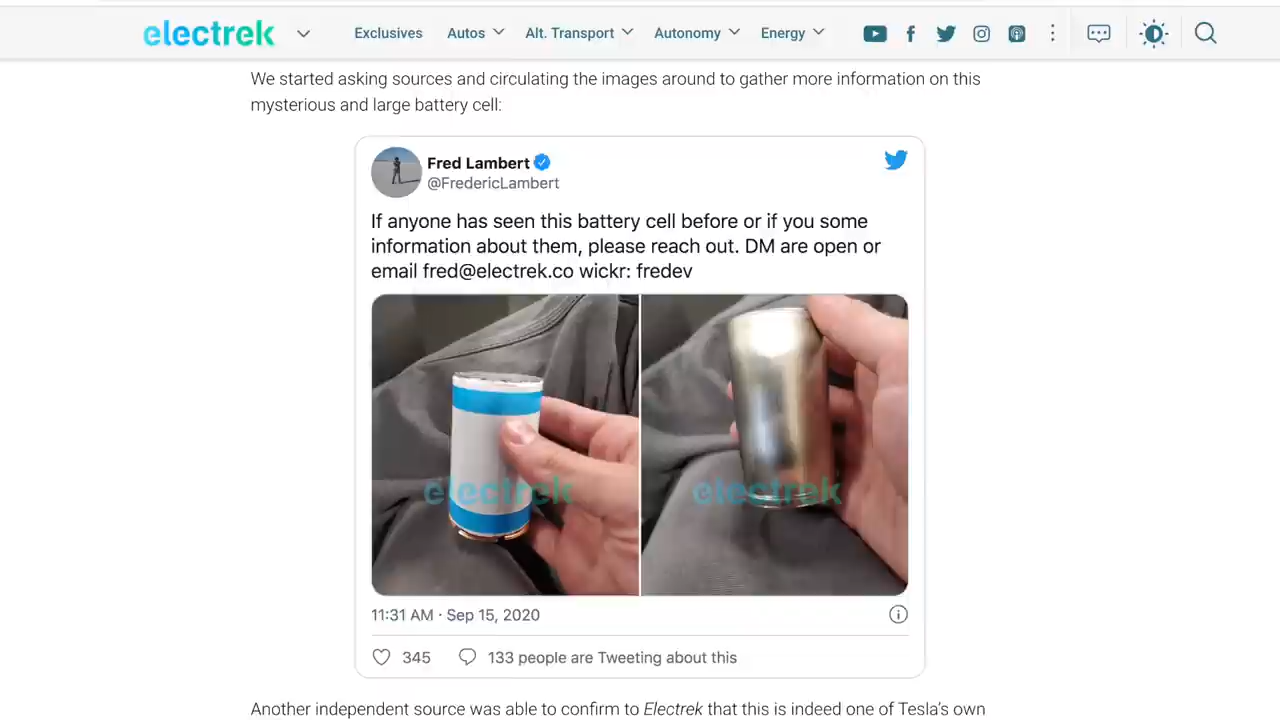 electrek
Exclusives Autos Alt. Transport Autonomy Energy
We started asking sources and circulating the images around to gather more information on this
mysterious and large battery cell:
Fred Lambert
@FredericLambert
If anyone has seen this battery cell before or if you some
information about them, please reach out. DM are open or
email fred@electrek.co wickr: fredev
electrek
electrek
11:31 AM · Sep 15, 2020
345 133 people are Tweeting about this
Another independent source was able to confirm to Electrek that this is indeed one of Tesla's own